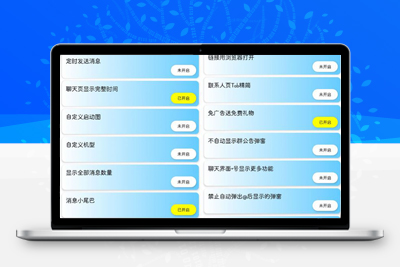 定时发送消息
未开启
聊天页显示完整时间
已开启
自定义启动图
未开启
自定义机型
未开启
显示全部消息数量
未开启
消息小尾巴
已开启
链接用浏览器打开
未开启
联系人页Tab精简
未开启
免广告送免费礼物
已开启
不自动显示群公告弹窗
未开启
聊天界面+号显示更多功能
未开启
禁止自动弹出@后显示的弹窗
未开启